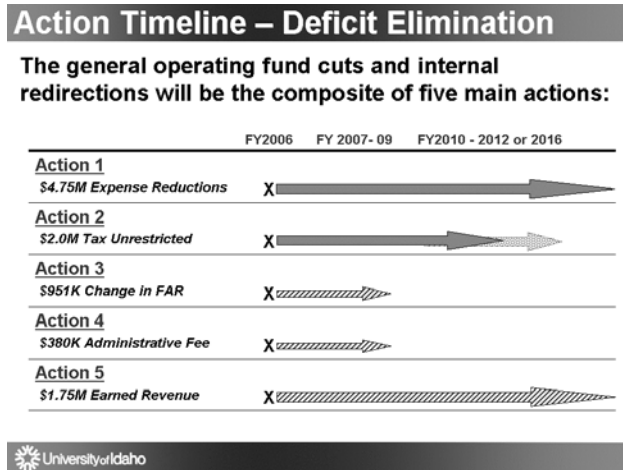 Action Timeline – Deficit Elimination
The general operating fund cuts and internal
redirections will be the composite of five main actions:
FY2006 FY 2007- 09 FY2010 - 2012 or 2016
Action 1
$4.75M Expense Reductions X
Action 2
$2.0M Tax Unrestricted X
Action 3
$951K Change in FAR X
Action 4
$380K Administrative Fee X
Action 5
$1.75M Earned Revenue X
University of Idaho